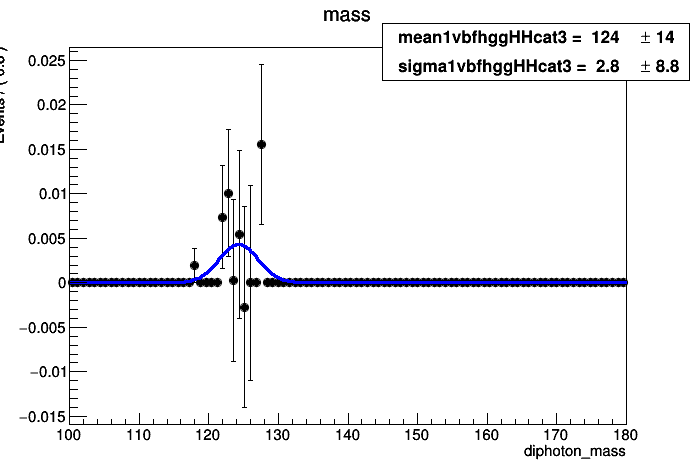 mass
mean1vbfhggHHcat3 = 124 ± 14
sigma1vbfhggHHcat3 = 2.8 ± 8.8
0.025
0.02
0.015
0.01
0.005
0
−0.005
−0.01
−0.015
100 110 120 130 140 150 160 170 180
diphoton_mass